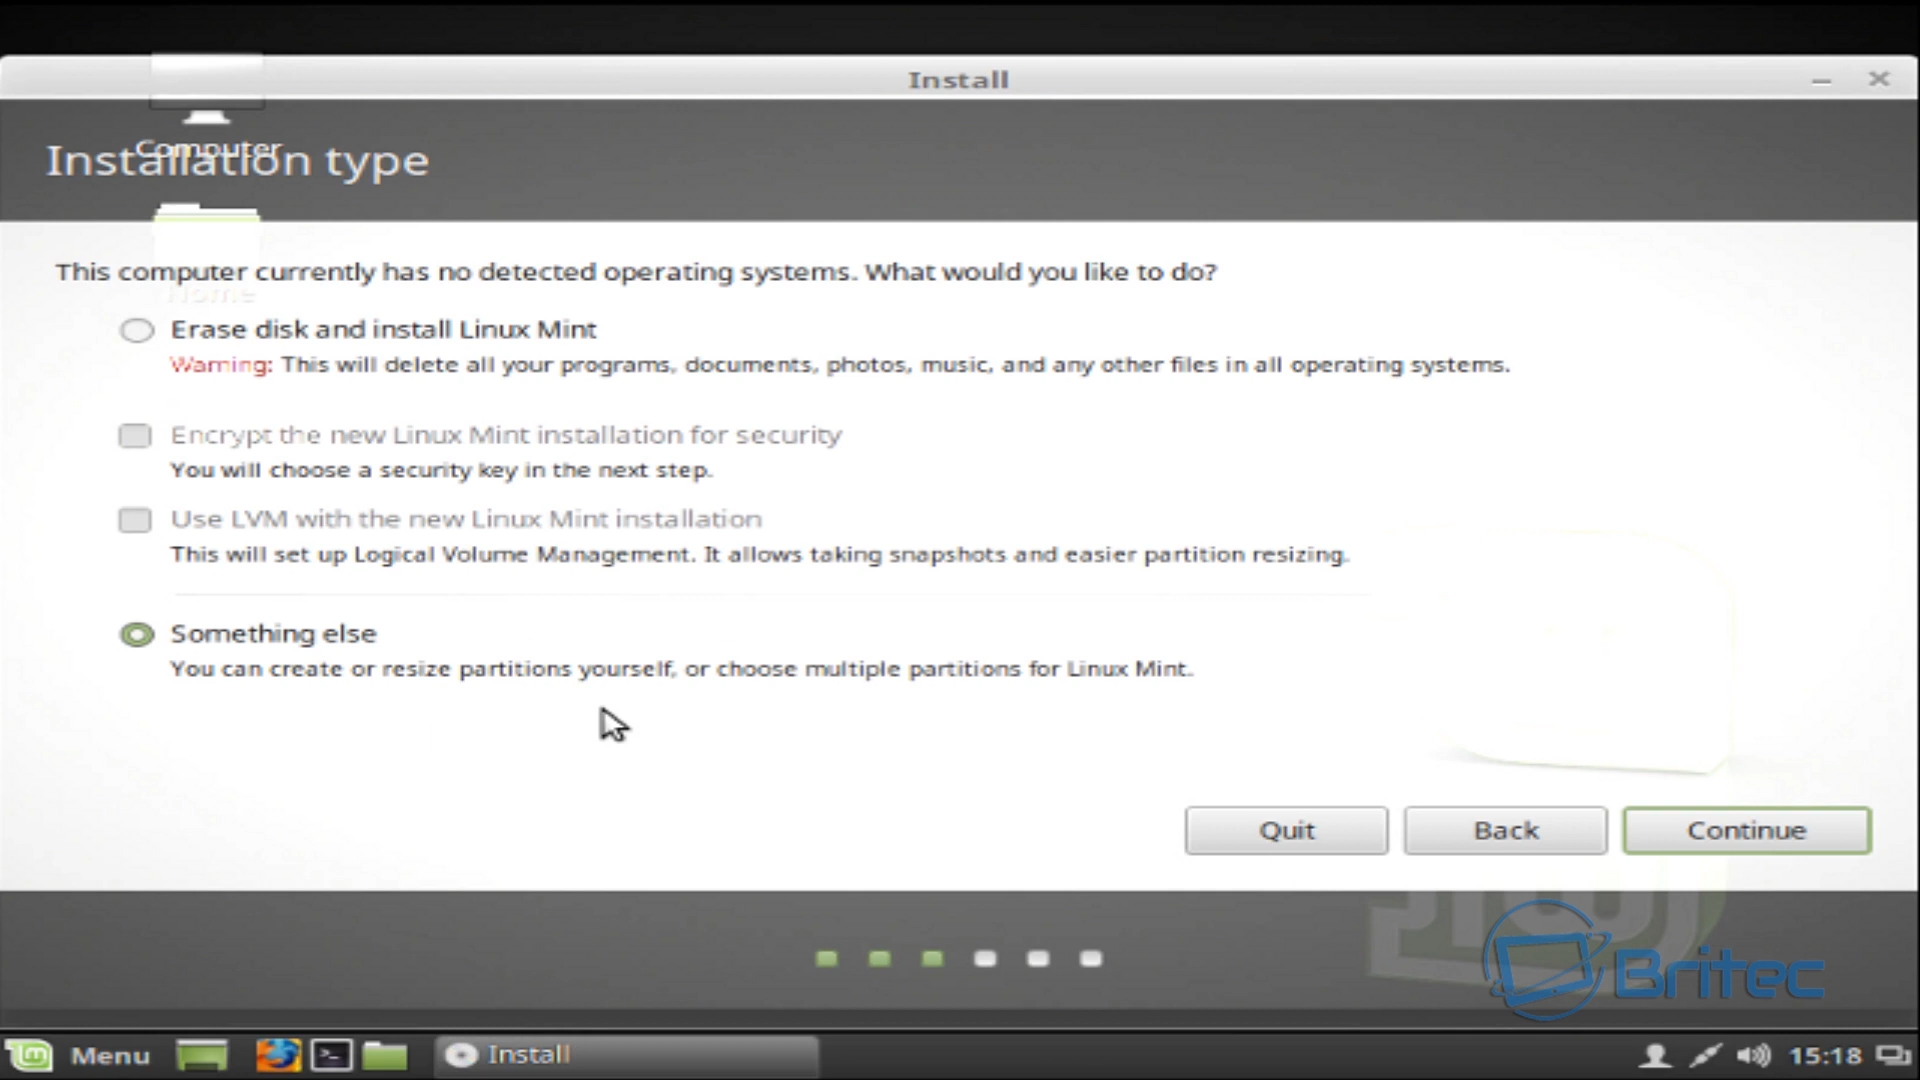 Install
Computer
Installation type
This computer currently has no detected operating systems. What would you like to do?
Home
Erase disk and install Linux Mint
Warning: This will delete all your programs, documents, photos, music, and any other files in all operating systems.
Encrypt the new Linux Mint installation for security
You will choose a security key in the next step.
Use LVM with the new Linux Mint installation
This will set up Logical Volume Management. It allows taking snapshots and easier partition resizing.
Something else
You can create or resize partitions yourself, or choose multiple partitions for Linux Mint.
Quit Back Continue
Britec
Menu Install 15:18